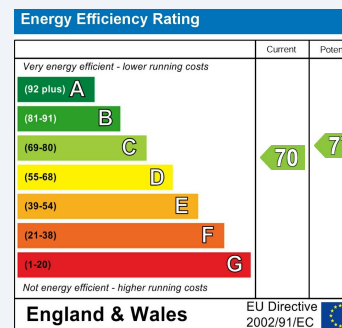 Energy Efficiency Rating
Current
Very energy efficient - lower running costs
(92 plus) A
(81-91) B
(69-80) C
70
(55-68) D
(39-54) E
(21-38) F
(1-20) G
Not energy efficient - higher running costs
England & Wales
EU Directive
2002/91/EC